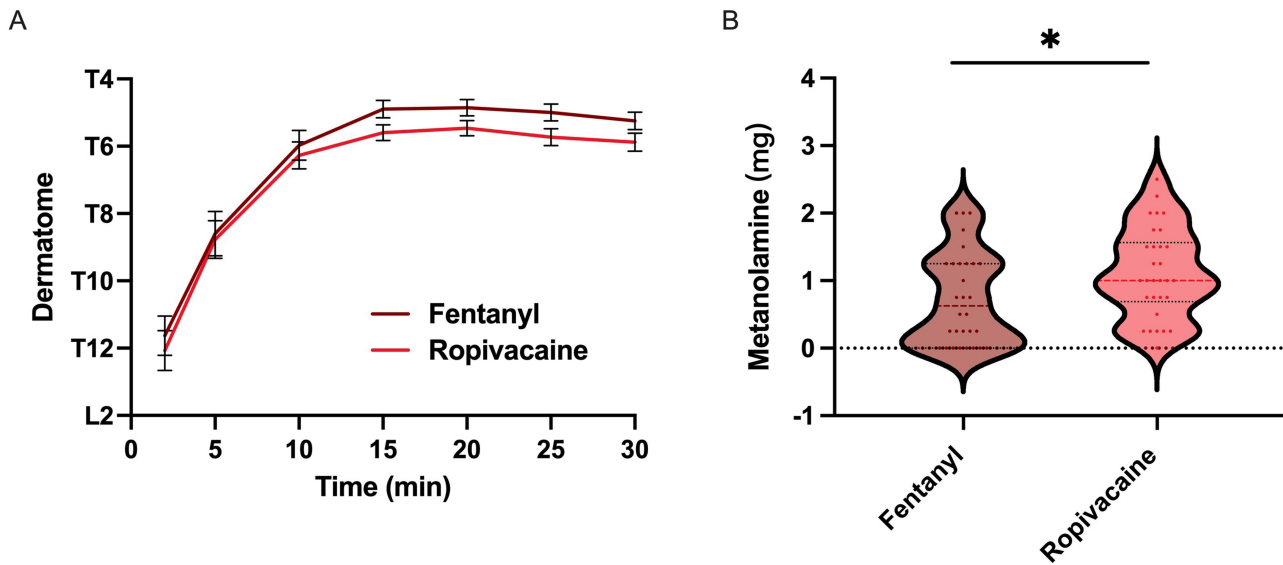 A
Dermatome
T4
T6
T8
T10
T12
L2
Fentanyl
Ropivacaine
0 5 10 15 20 25 30
Time (min)
B
*
Metanolamine (mg)
4
3
2
1
0
-1
Fentanyl
Ropivacaine